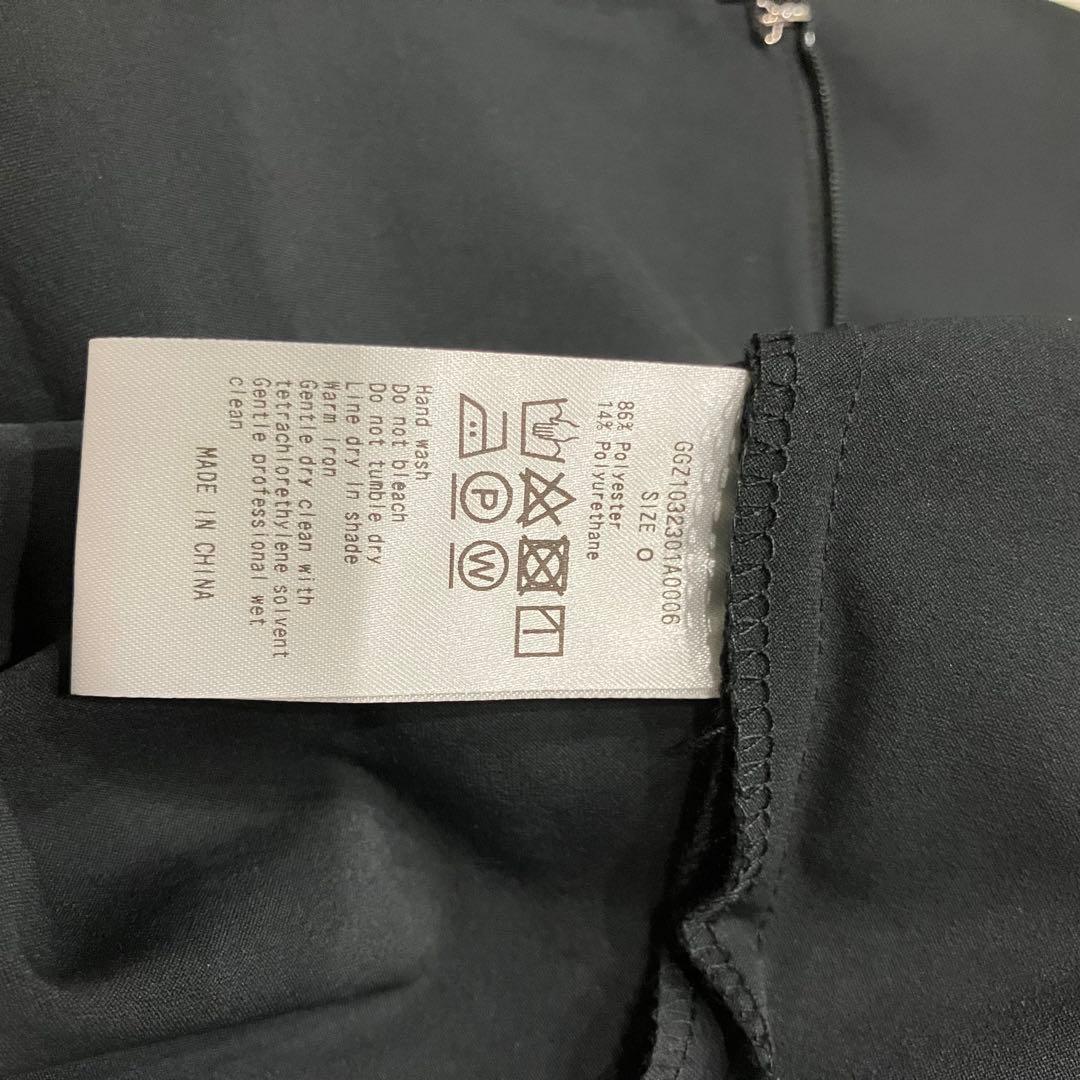 GGZ1032301A0006
SIZE 0
86% Polyester
14% Polyurethane
P
W
Hand wash
Do not bleach
Do not tumble dry
Line dry in shade
Warm iron
Gentle dry clean with
tetrachlorethylene solvent
Gentle professional wet
clean
MADE IN CHINA